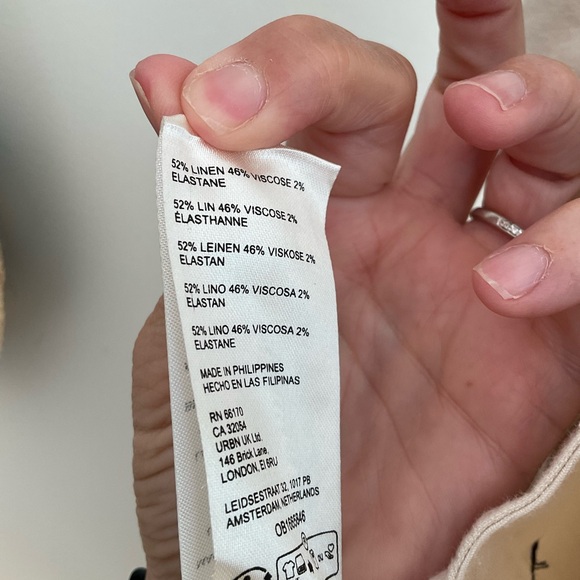 52% LINEN 46% VISCOSE 2%
ELASTANE
52% LIN 46% VISCOSE 2%
ÉLASTHANNE
52% LEINEN 46% VISKOSE 2%
ELASTAN
52% LINO 46% VISCOSA 2%
ELASTAN
52% LINO 46% VISCOSA 2%
ELASTANE
MADE IN PHILIPPINES
HECHO EN LAS FILIPINAS
RN 66170
CA 32054
URBN UK Ltd.
146 Brick Lane,
LONDON, E1 6RU
LEIDSESTRAAT 32, 1017 PB
AMSTERDAM, NETHERLANDS
OB1665846
OU